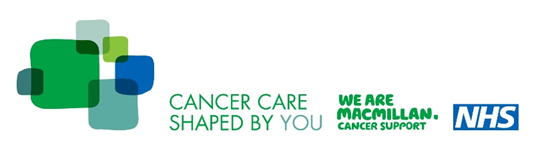 CANCER CARE
SHAPED BY YOU
WE ARE
MACMILLAN.
CANCER SUPPORT
NHS